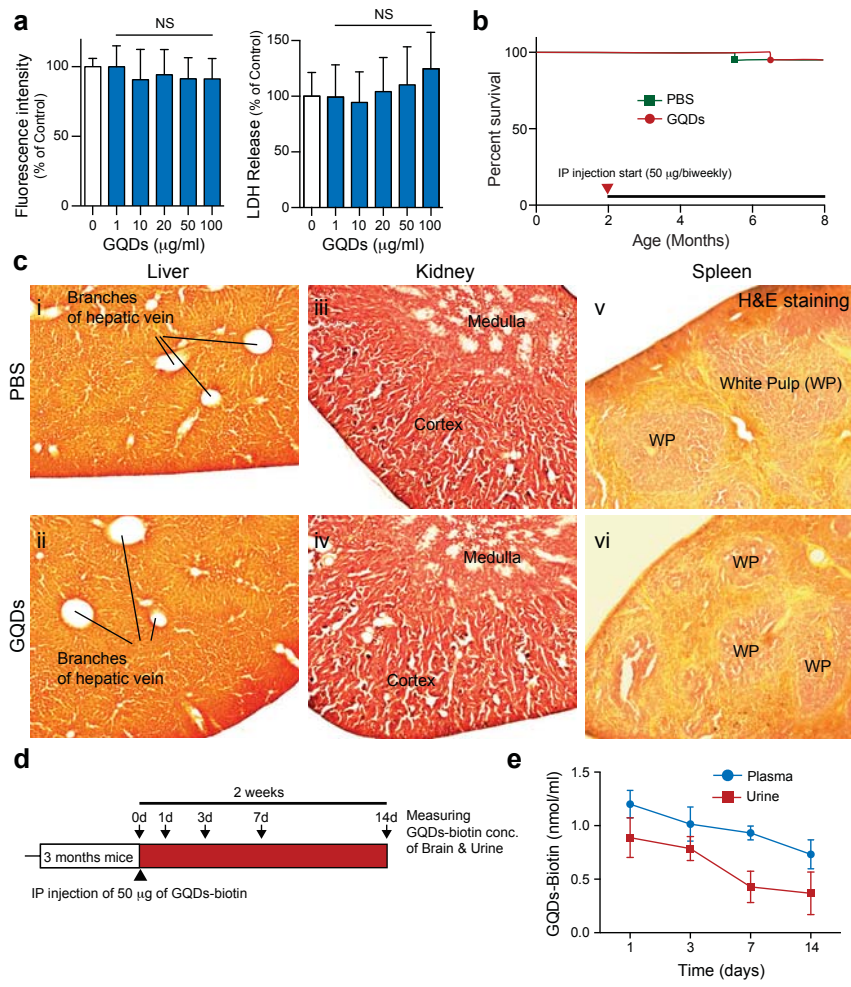 a
NS
Fluorescence intensity
(% of Control)
100
50
0
0 1 10 20 50 100
GQDs (μg/ml)
NS
LDH Release (% of Control)
150
100
50
0
0 1 10 20 50 100
GQDs (μg/ml)
b
Percent survival
100
50
0
PBS
GQDs
IP injection start (50 μg/biweekly)
0 2 4 6 8
Age (Months)
c
Liver Kidney Spleen
PBS
i
Branches
of hepatic vein
iii
Medulla
Cortex
v
H&E staining
White Pulp (WP)
WP
GQDs
ii
Branches
of hepatic vein
iv
Medulla
Cortex
vi
WP
WP
WP
d
2 weeks
0d 1d 3d 7d 14d
3 months mice
IP injection of 50 μg of GQDs-biotin
Measuring
GQDs-biotin conc.
of Brain & Urine
e
GQDs-Biotin (nmol/ml)
1.5
1.0
0.5
0.0
Plasma
Urine
1 3 7 14
Time (days)